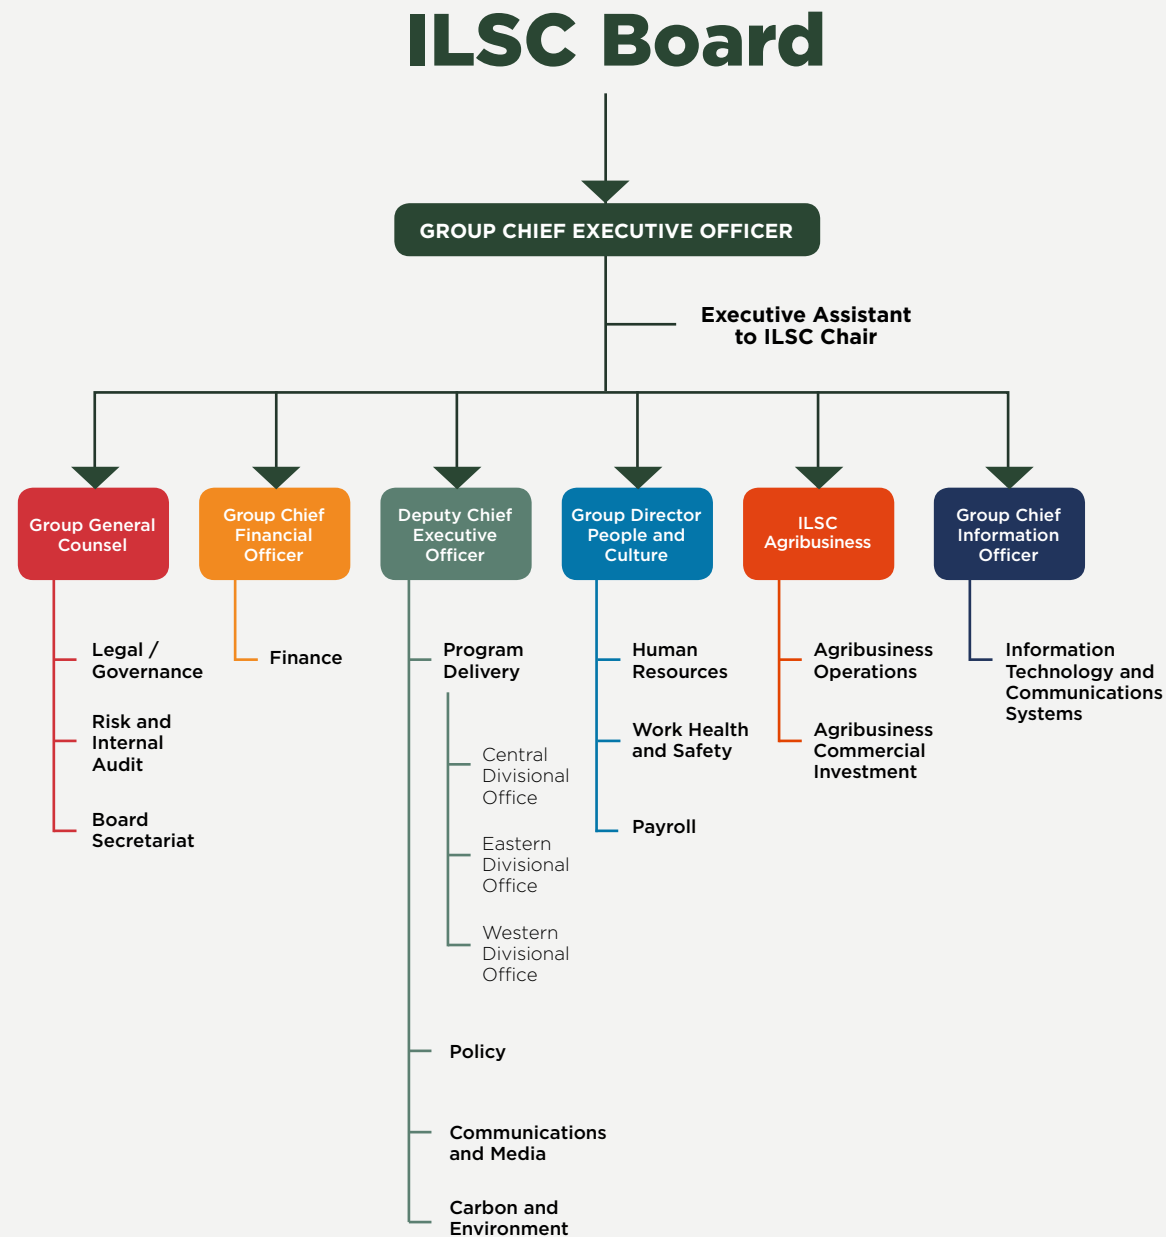 ILSC Board
GROUP CHIEF EXECUTIVE OFFICER
Executive Assistant
to ILSC Chair
Group General
Counsel
Legal /
Governance
Risk and
Internal
Audit
Board
Secretariat
Group Chief
Financial
Officer
Finance
Deputy Chief
Executive
Officer
Program
Delivery
Central
Divisional
Office
Eastern
Divisional
Office
Western
Divisional
Office
Policy
Communications
and Media
Carbon and
Environment
Group Director
People and
Culture
Human
Resources
Work Health
and Safety
Payroll
ILSC
Agribusiness
Agribusiness
Operations
Agribusiness
Commercial
Investment
Group Chief
Information
Officer
Information
Technology and
Communications
Systems